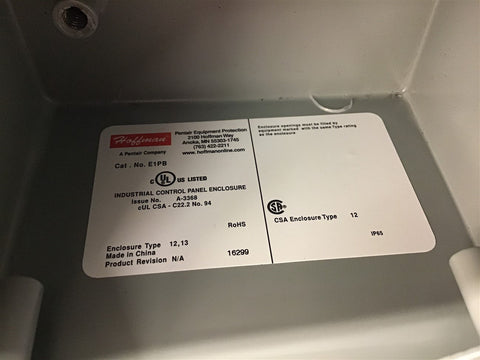 Hoffman
A Pentair Company
Pentair Equipment Protection
2100 Hoffman Way
Anoka, MN 55303-1745
(763) 422-2211
www.hoffmanonline.com
Cat. No. E1PB
c UL US LISTED
INDUSTRIAL CONTROL PANEL ENCLOSURE
Issue No. A-3368
cUL CSA - C22.2 No. 94
RoHS
Enclosure Type 12,13
Made in China
Product Revision N/A
16299
Enclosure openings must be filled by
equipment marked with the same Type rating
as the enclosure
CSA Enclosure Type 12
IP65